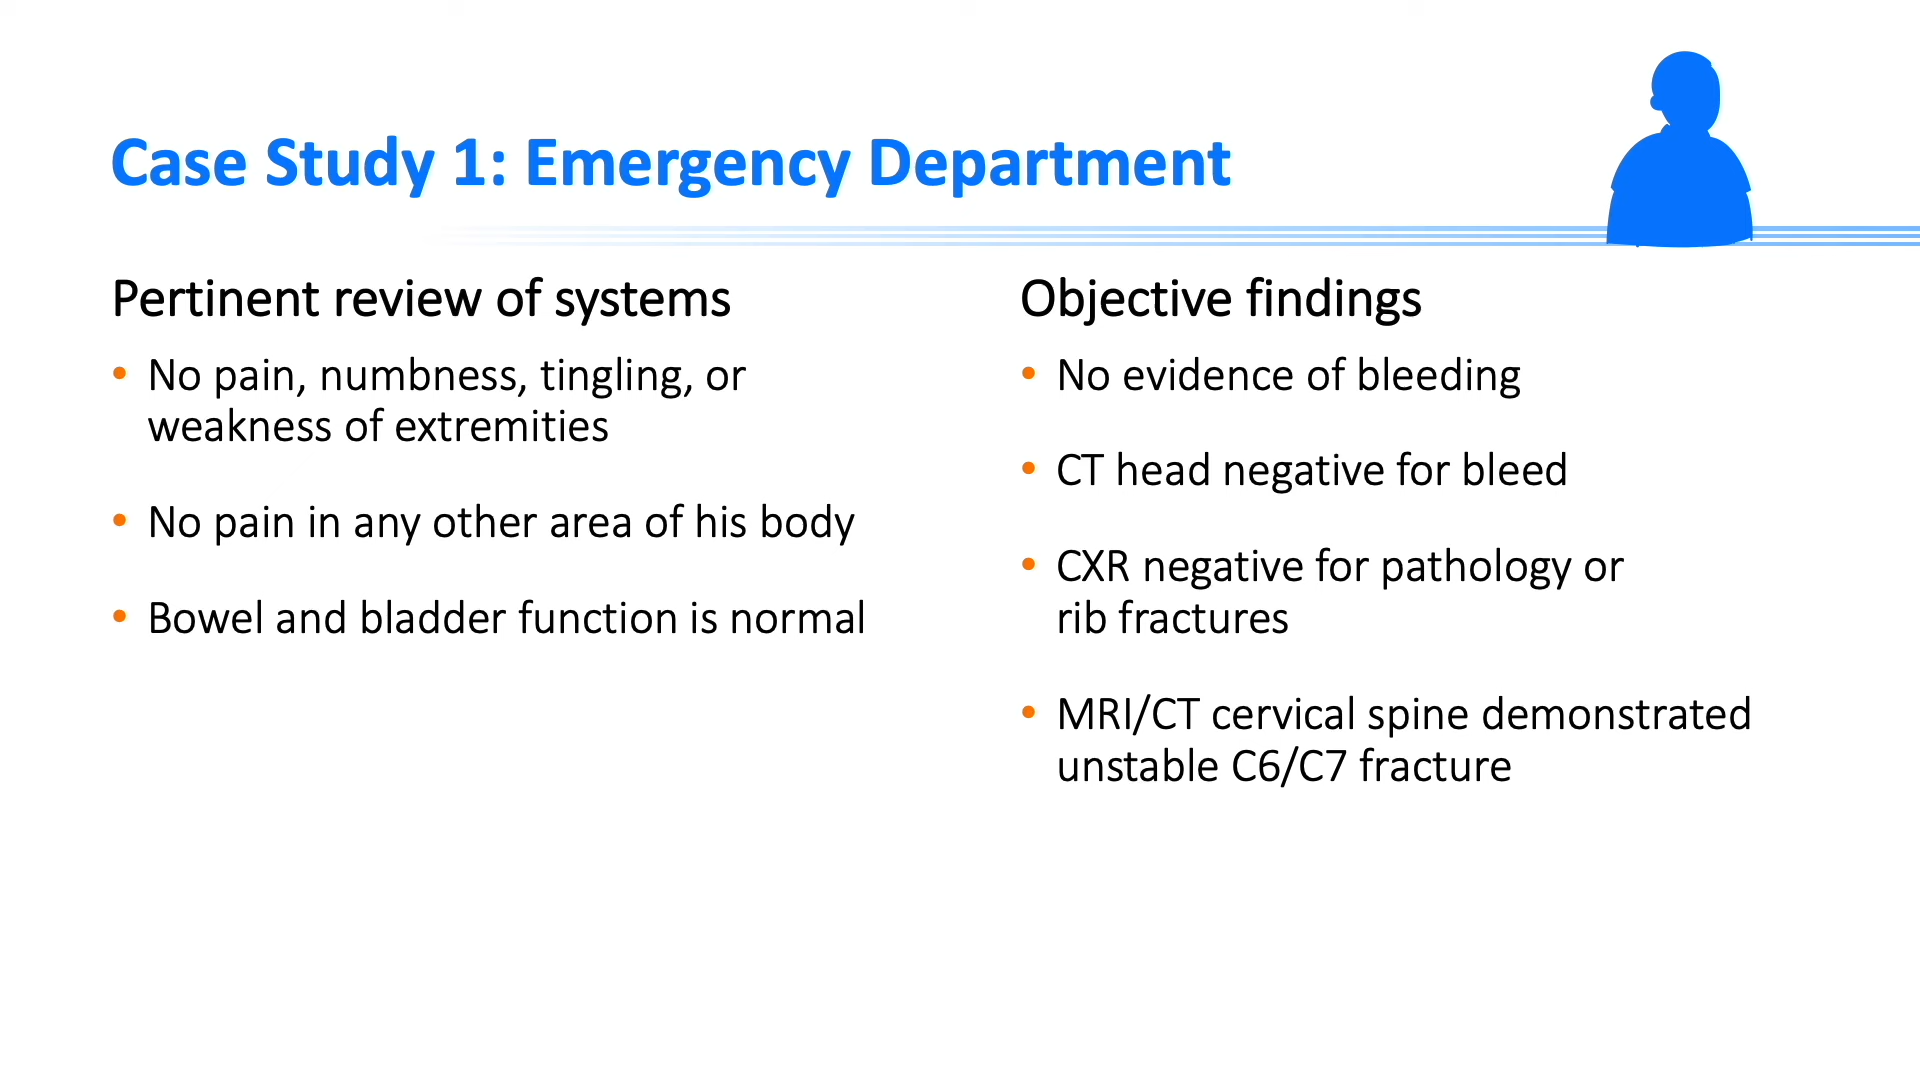 Case Study 1: Emergency Department
Pertinent review of systems
• No pain, numbness, tingling, or
weakness of extremities
• No pain in any other area of his body
• Bowel and bladder function is normal
Objective findings
• No evidence of bleeding
• CT head negative for bleed
• CXR negative for pathology or
rib fractures
• MRI/CT cervical spine demonstrated
unstable C6/C7 fracture